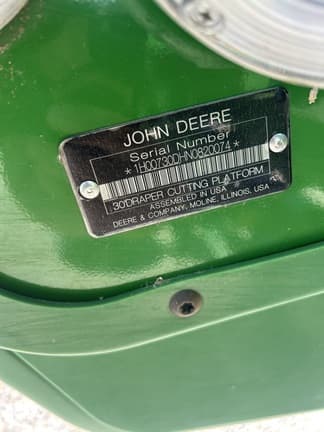 JOHN DEERE
Serial Number
*1H00730DHN0820074*
30'DRAPER CUTTING PLATFORM
ASSEMBLED IN USA
DEERE & COMPANY, MOLINE, ILLINOIS, USA